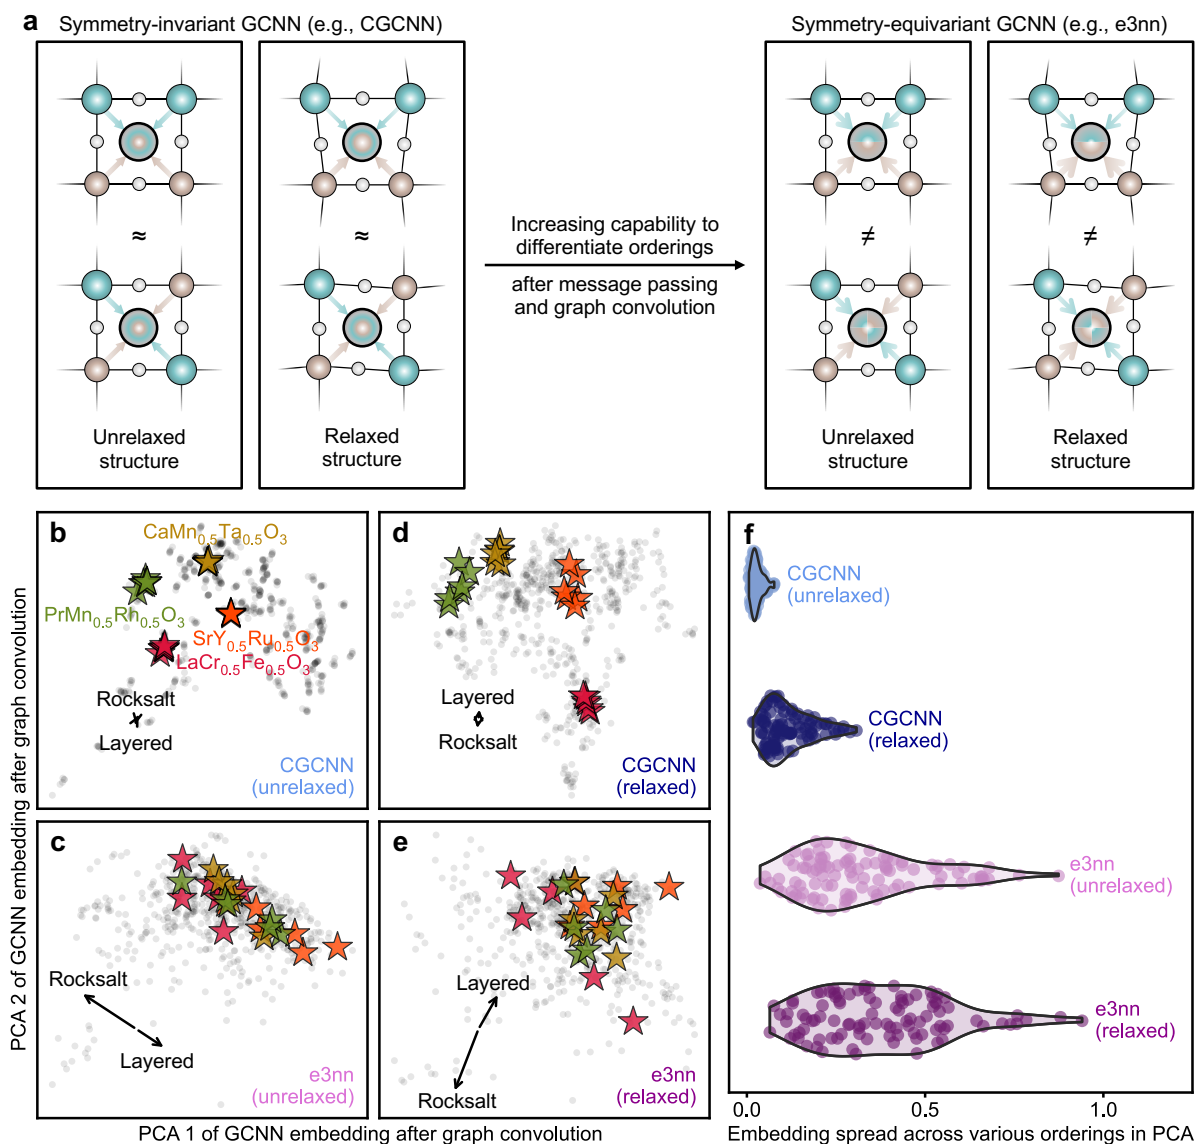 a
Symmetry-invariant GCNN (e.g., CGCNN)
Symmetry-equivariant GCNN (e.g., e3nn)
≈
≈
≠
≠
Increasing capability to
differentiate orderings
after message passing
and graph convolution
Unrelaxed
structure
Relaxed
structure
Unrelaxed
structure
Relaxed
structure
b
CaMn0.5Ta0.5O3
PrMn0.5Rh0.5O3
SrY0.5Ru0.5O3
LaCr0.5Fe0.5O3
Rocksalt
Layered
CGCNN
(unrelaxed)
d
Layered
Rocksalt
CGCNN
(relaxed)
c
Rocksalt
Layered
e3nn
(unrelaxed)
e
Layered
Rocksalt
e3nn
(relaxed)
PCA 2 of GCNN embedding after graph convolution
PCA 1 of GCNN embedding after graph convolution
f
CGCNN
(unrelaxed)
CGCNN
(relaxed)
e3nn
(unrelaxed)
e3nn
(relaxed)
0.0
0.5
1.0
Embedding spread across various orderings in PCA